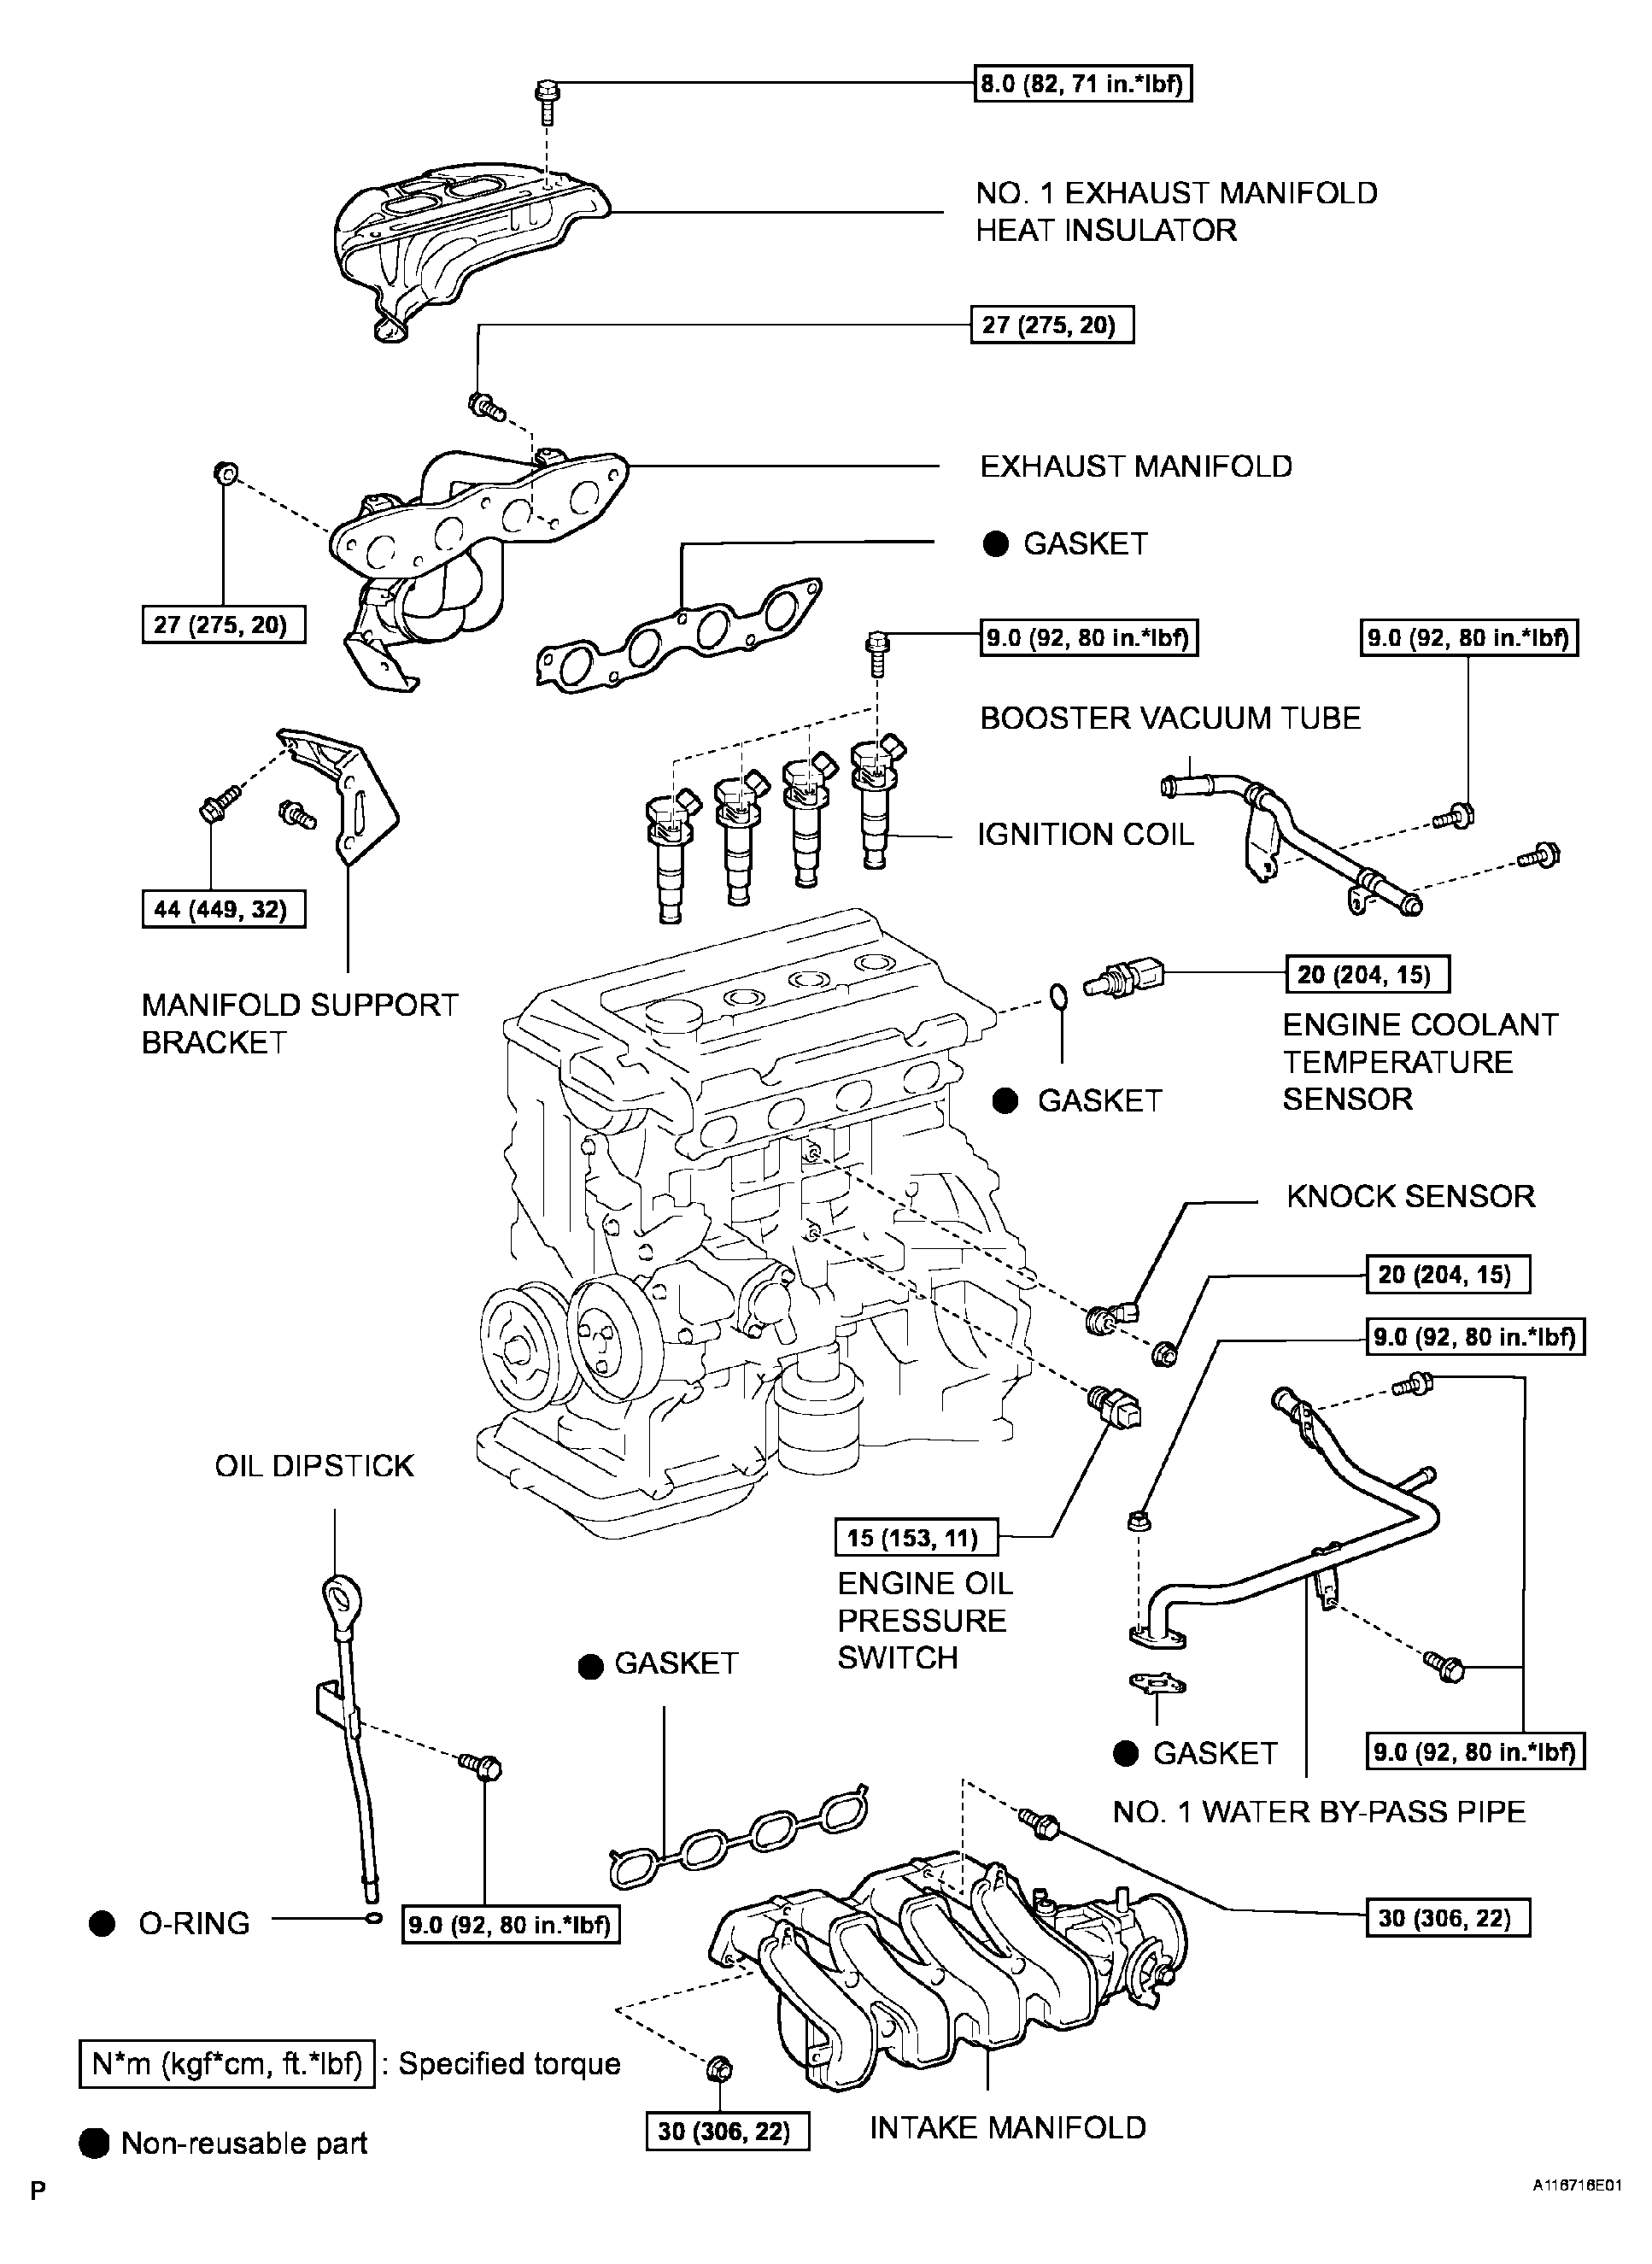 8.0 (82, 71 in.*lbf)
NO. 1 EXHAUST MANIFOLD
HEAT INSULATOR
27 (275, 20)
EXHAUST MANIFOLD
● GASKET
27 (275, 20)
9.0 (92, 80 in.*lbf)
9.0 (92, 80 in.*lbf)
BOOSTER VACUUM TUBE
IGNITION COIL
44 (449, 32)
MANIFOLD SUPPORT
BRACKET
20 (204, 15)
ENGINE COOLANT
TEMPERATURE
SENSOR
● GASKET
KNOCK SENSOR
20 (204, 15)
9.0 (92, 80 in.*lbf)
OIL DIPSTICK
15 (153, 11)
ENGINE OIL
PRESSURE
SWITCH
● GASKET
● GASKET
9.0 (92, 80 in.*lbf)
NO. 1 WATER BY-PASS PIPE
● O-RING
9.0 (92, 80 in.*lbf)
30 (306, 22)
N*m (kgf*cm, ft.*lbf) : Specified torque
30 (306, 22)
INTAKE MANIFOLD
● Non-reusable part
P
A116716E01